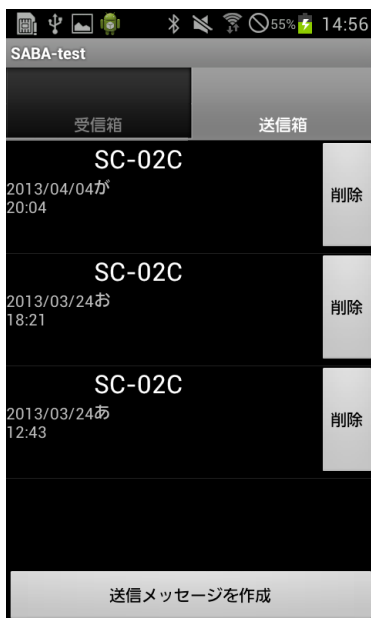 55% 14:56
SABA-test
受信箱 送信箱
SC-02C
2013/04/04が
20:04
削除
SC-02C
2013/03/24お
18:21
削除
SC-02C
2013/03/24あ
12:43
削除
送信メッセージを作成